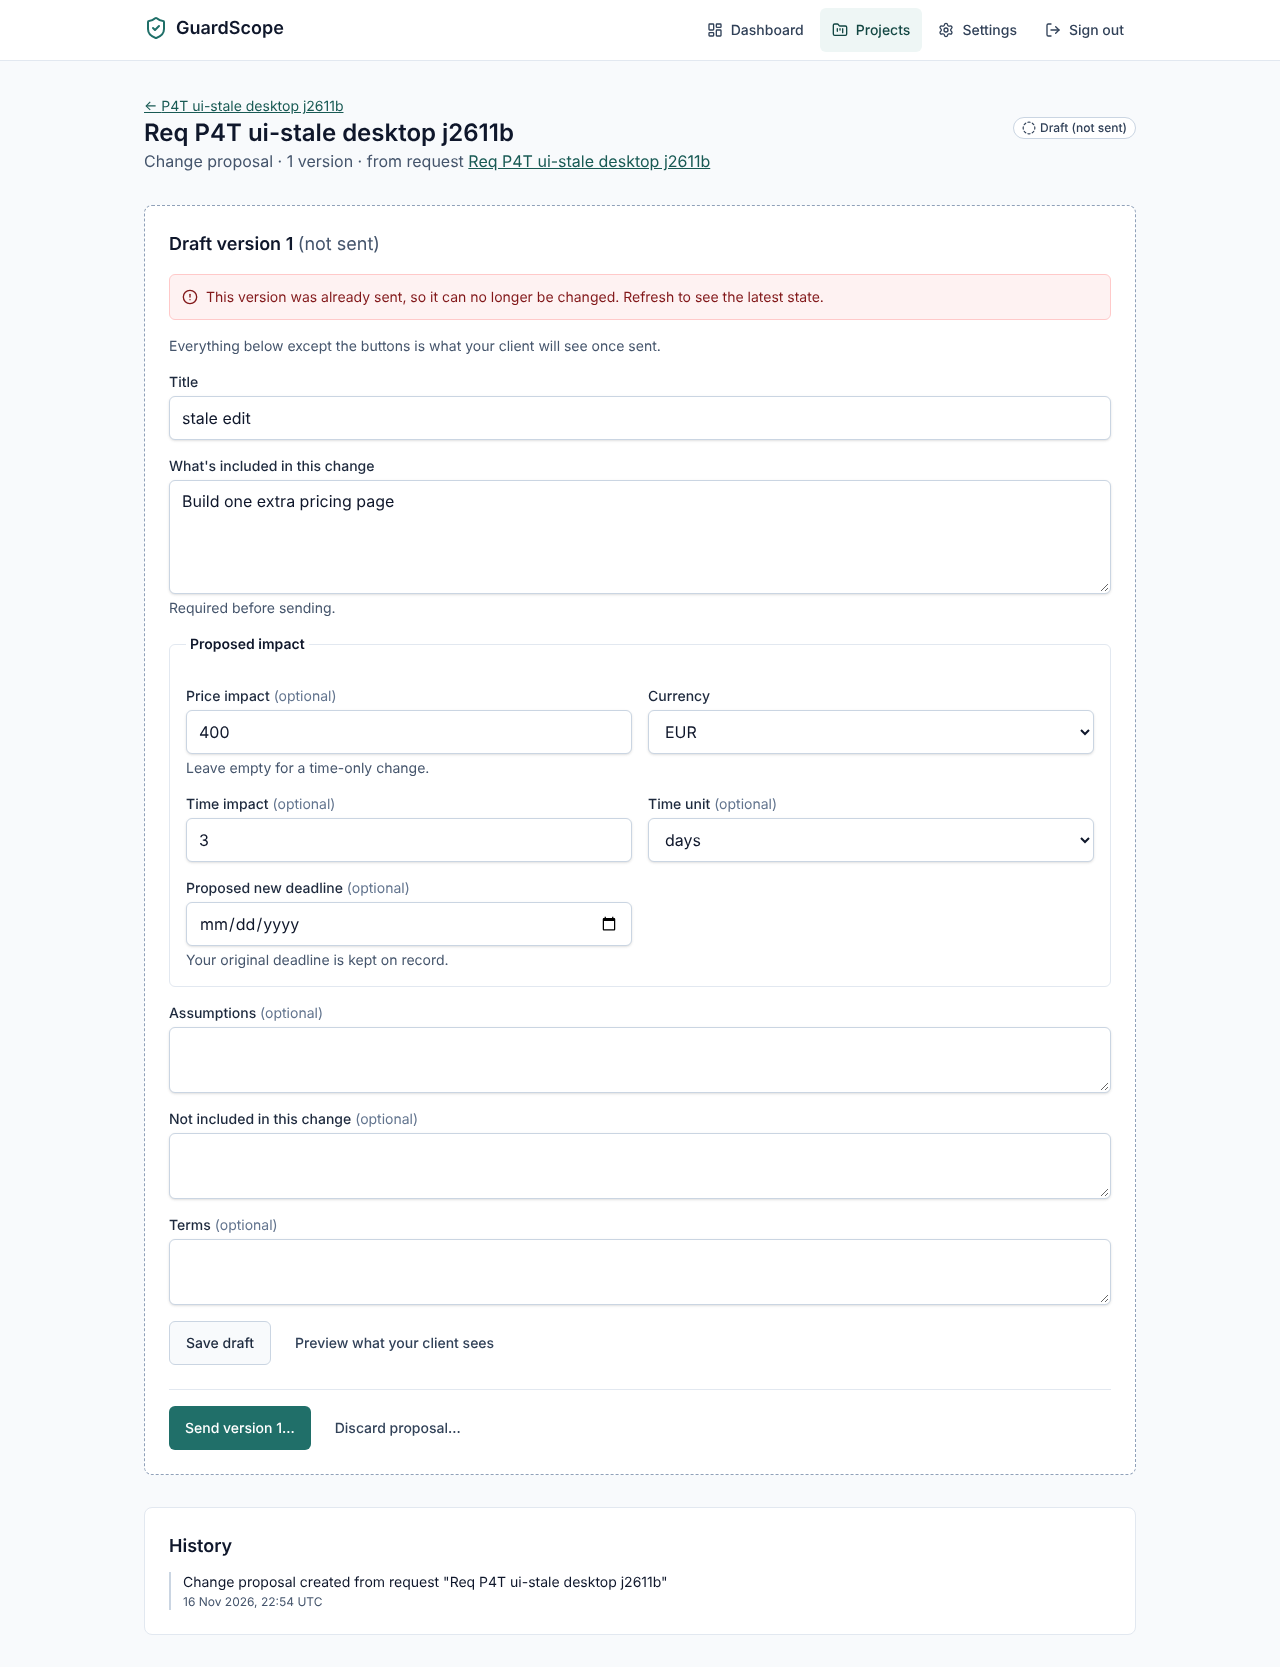 GuardScope
Dashboard
Projects
Settings
Sign out
← P4T ui-stale desktop j2611b
Req P4T ui-stale desktop j2611b
Draft (not sent)
Change proposal · 1 version · from request Req P4T ui-stale desktop j2611b
Draft version 1 (not sent)
This version was already sent, so it can no longer be changed. Refresh to see the latest state.
Everything below except the buttons is what your client will see once sent.
Title
stale edit
What's included in this change
Build one extra pricing page
Required before sending.
Proposed impact
Price impact (optional)
Currency
400
EUR
Leave empty for a time-only change.
Time impact (optional)
Time unit (optional)
3
days
Proposed new deadline (optional)
mm/dd/yyyy
Your original deadline is kept on record.
Assumptions (optional)
Not included in this change (optional)
Terms (optional)
Save draft
Preview what your client sees
Send version 1...
Discard proposal...
History
Change proposal created from request "Req P4T ui-stale desktop j2611b"
16 Nov 2026, 22:54 UTC